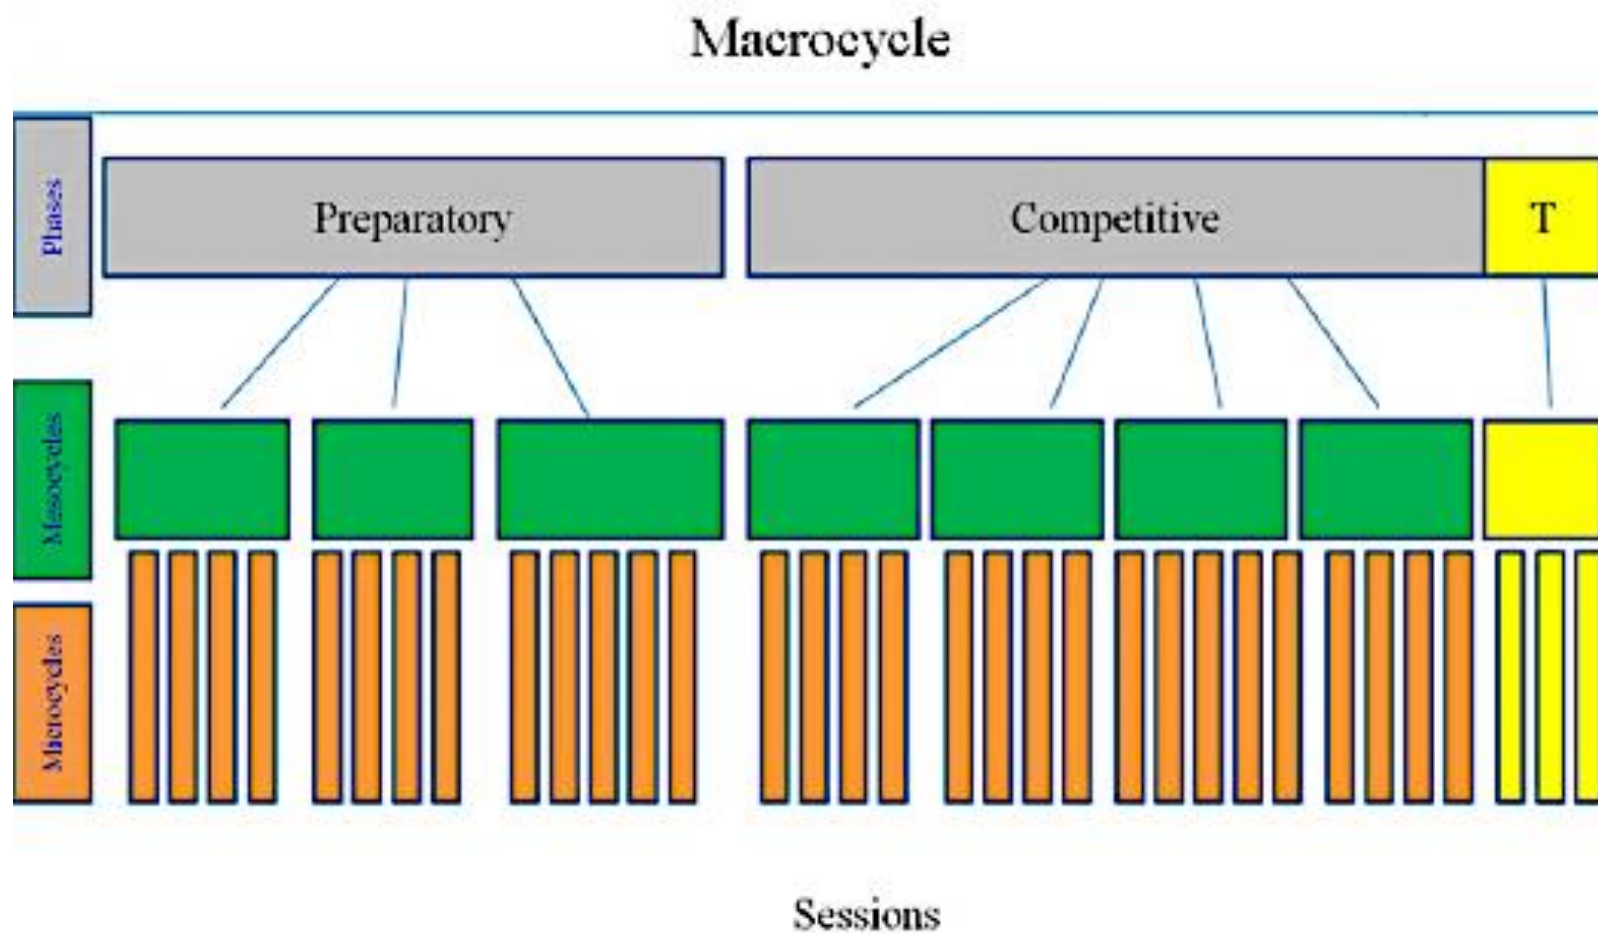 Macrocycle
Phases
Preparatory
Competitive
T
Mesocycles
Microcycles
Sessions